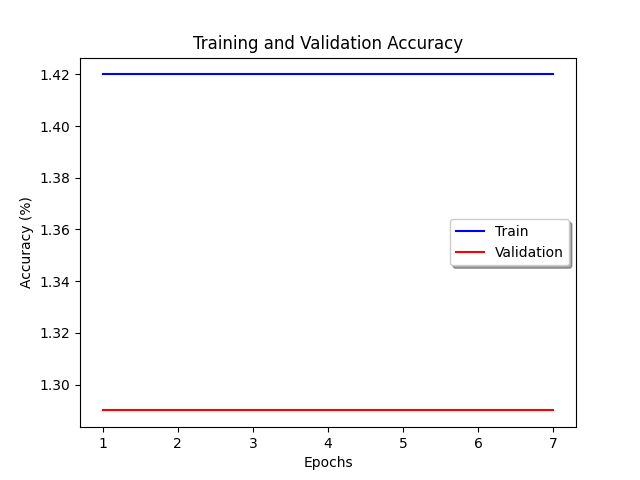 Training and Validation Accuracy
Accuracy (%)
1.42
1.40
1.38
1.36
1.34
1.32
1.30
Train
Validation
1 2 3 4 5 6 7
Epochs